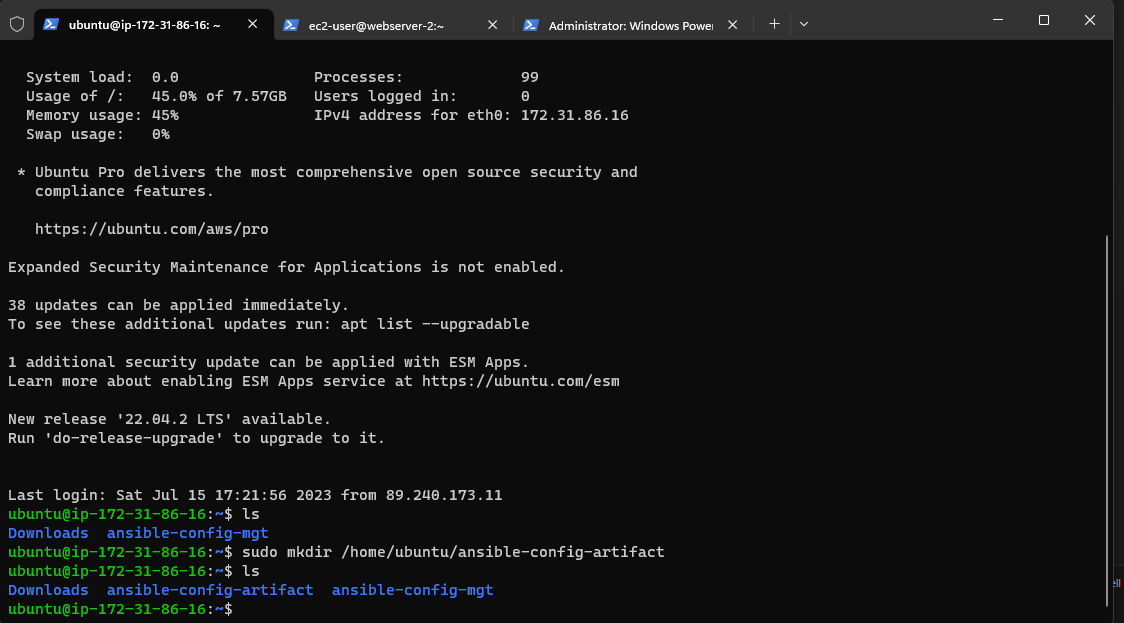 ubuntu@ip-172-31-86-16: ~
ec2-user@webserver-2:~
Administrator: Windows Power
System load:  0.0                Processes:             99
Usage of /:   45.0% of 7.57GB   Users logged in:       0
Memory usage: 45%               IPv4 address for eth0: 172.31.86.16
Swap usage:   0%
* Ubuntu Pro delivers the most comprehensive open source security and
compliance features.
https://ubuntu.com/aws/pro
Expanded Security Maintenance for Applications is not enabled.
38 updates can be applied immediately.
To see these additional updates run: apt list --upgradable
1 additional security update can be applied with ESM Apps.
Learn more about enabling ESM Apps service at https://ubuntu.com/esm
New release '22.04.2 LTS' available.
Run 'do-release-upgrade' to upgrade to it.
Last login: Sat Jul 15 17:21:56 2023 from 89.240.173.11
ubuntu@ip-172-31-86-16:~$ ls
Downloads  ansible-config-mgt
ubuntu@ip-172-31-86-16:~$ sudo mkdir /home/ubuntu/ansible-config-artifact
ubuntu@ip-172-31-86-16:~$ ls
Downloads  ansible-config-artifact  ansible-config-mgt
ubuntu@ip-172-31-86-16:~$